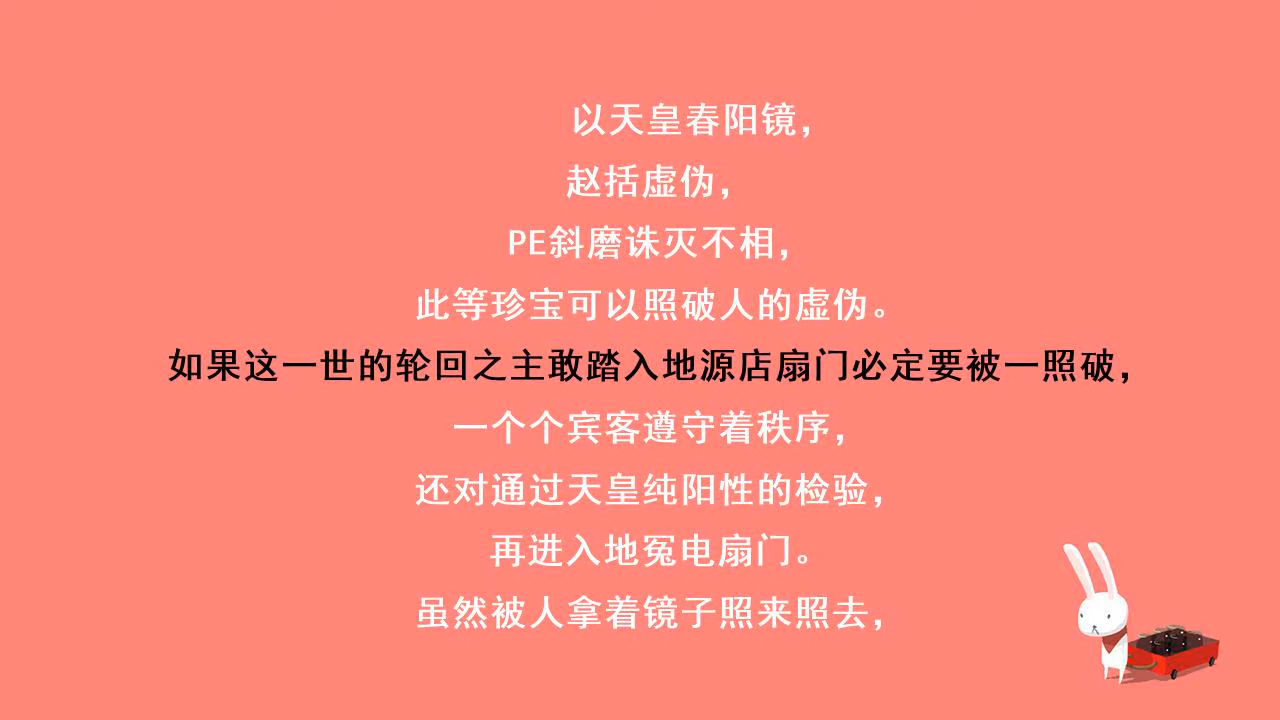 以天皇春阳镜，
赵括虚伪，
PE斜磨诛灭不相，
此等珍宝可以照破人的虚伪。
如果这一世的轮回之主敢踏入地源店扇门必定要被一照破，
一个个宾客遵守着秩序，
还对通过天皇纯阳性的检验，
再进入地冤电扇门。
虽然被人拿着镜子照来照去，